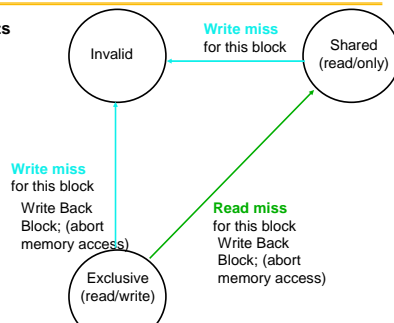 Write miss
for this block
Invalid
Shared
(read/only)
Write miss
for this block
Write Back
Block; (abort
memory access)
Read miss
for this block
Write Back
Block; (abort
memory access)
Exclusive
(read/write)